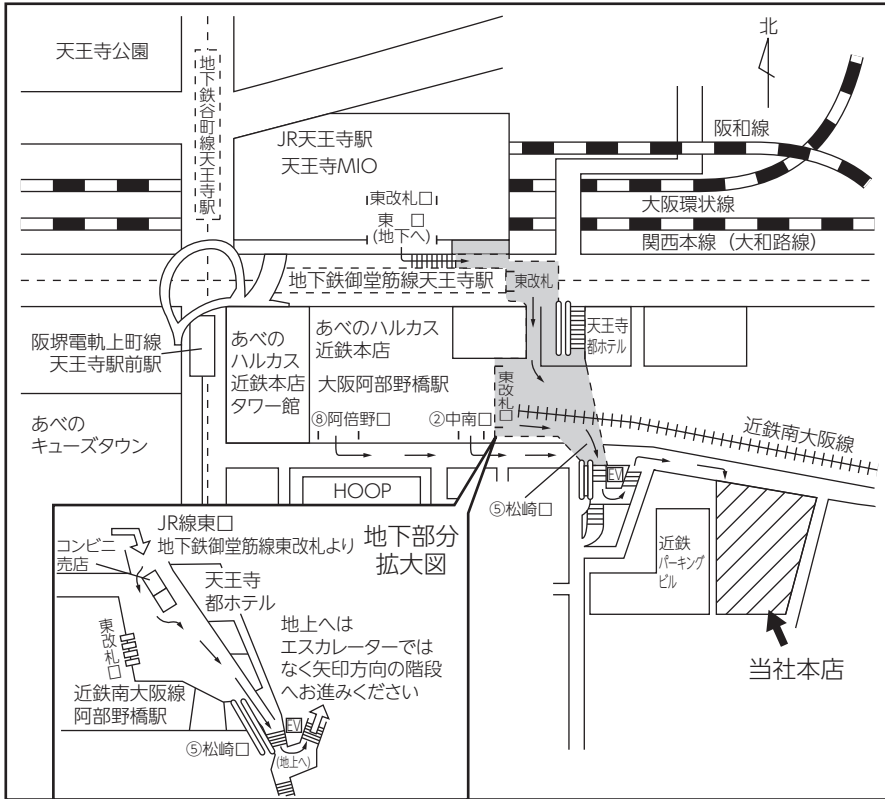 天王寺公園
地下鉄谷町線天王寺駅
北
JR天王寺駅
天王寺MIO
阪和線
東改札口
東 口
(地下へ)
大阪環状線
関西本線（大和路線）
地下鉄御堂筋線天王寺駅
東改札
阪堺電軌上町線
天王寺駅前駅
あべの
ハルカス
近鉄本店
タワー館
あべのハルカス
近鉄本店
大阪阿部野橋駅
天王寺
都ホテル
東改札口
近鉄南大阪線
あべの
キューズタウン
⑧阿倍野口
②中南口
EV
⑤松崎口
HOOP
近鉄
パーキング
ビル
当社本店
地下部分
拡大図
JR線東口
地下鉄御堂筋線東改札より
コンビニ
売店
天王寺
都ホテル
地上へは
エスカレーターでは
なく矢印方向の階段
へお進みください
東改札口
近鉄南大阪線
阿部野橋駅
EV
⑤松崎口
(地上へ)